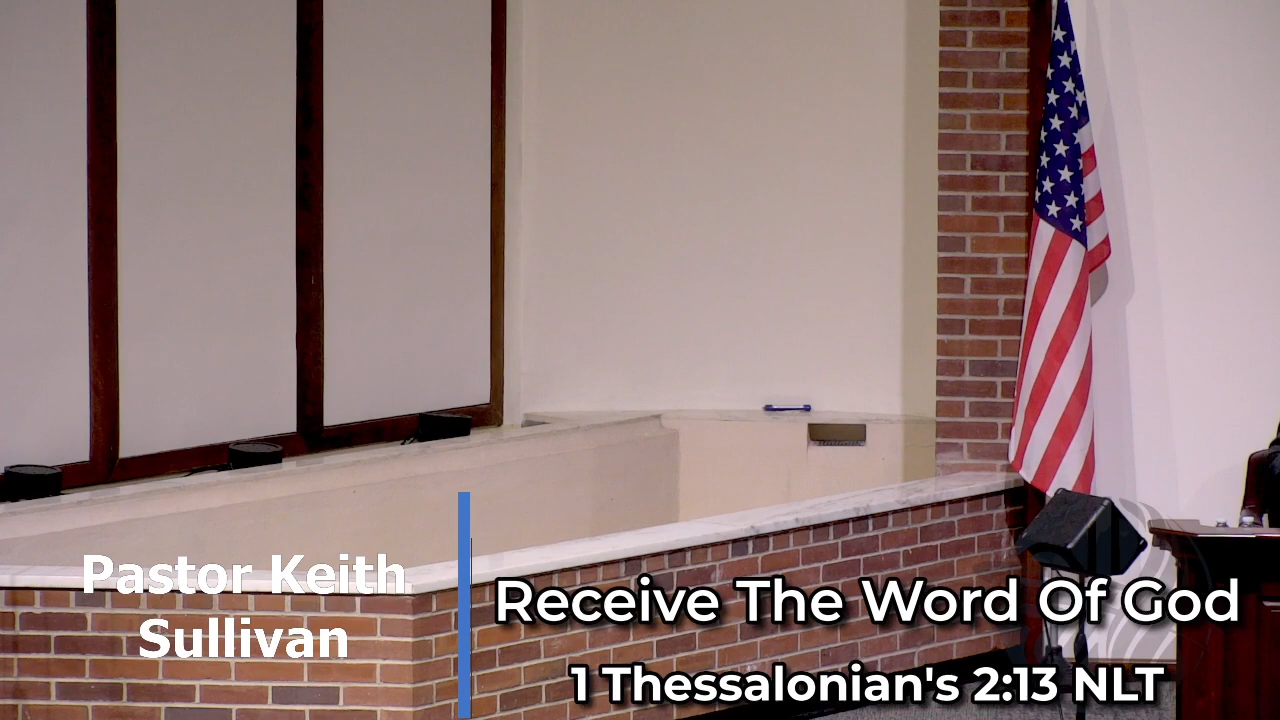 Pastor Keith
Sullivan
Receive The Word Of God
1 Thessalonian's 2:13 NLT